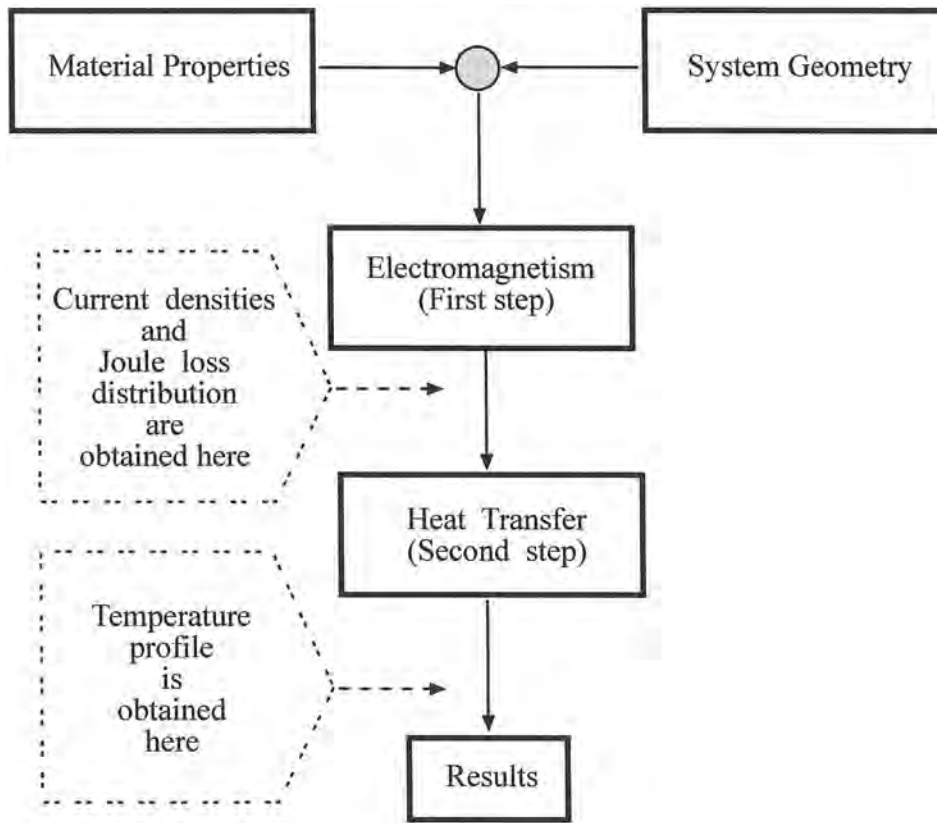 Material Properties
System Geometry
Electromagnetism
(First step)
Current densities
and
Joule loss
distribution
are
obtained here
Heat Transfer
(Second step)
Temperature
profile
is
obtained
here
Results